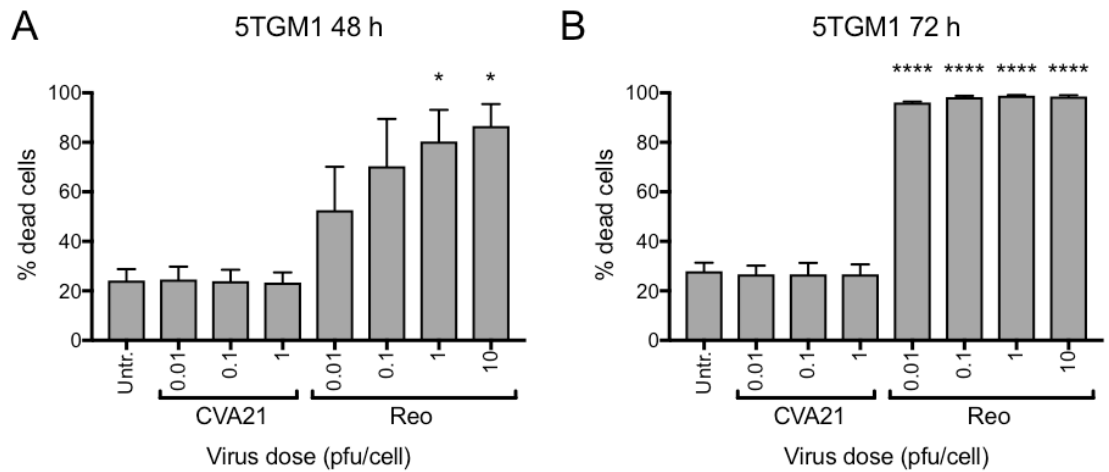 A
5TGM1 48 h
* *
100
80
60
40
20
0
% dead cells
Untr.
0.01
0.1
1
0.01
0.1
1
10
CVA21
Reo
Virus dose (pfu/cell)
B
5TGM1 72 h
**** **** **** ****
100
80
60
40
20
0
% dead cells
Untr.
0.01
0.1
1
0.01
0.1
1
10
CVA21
Reo
Virus dose (pfu/cell)